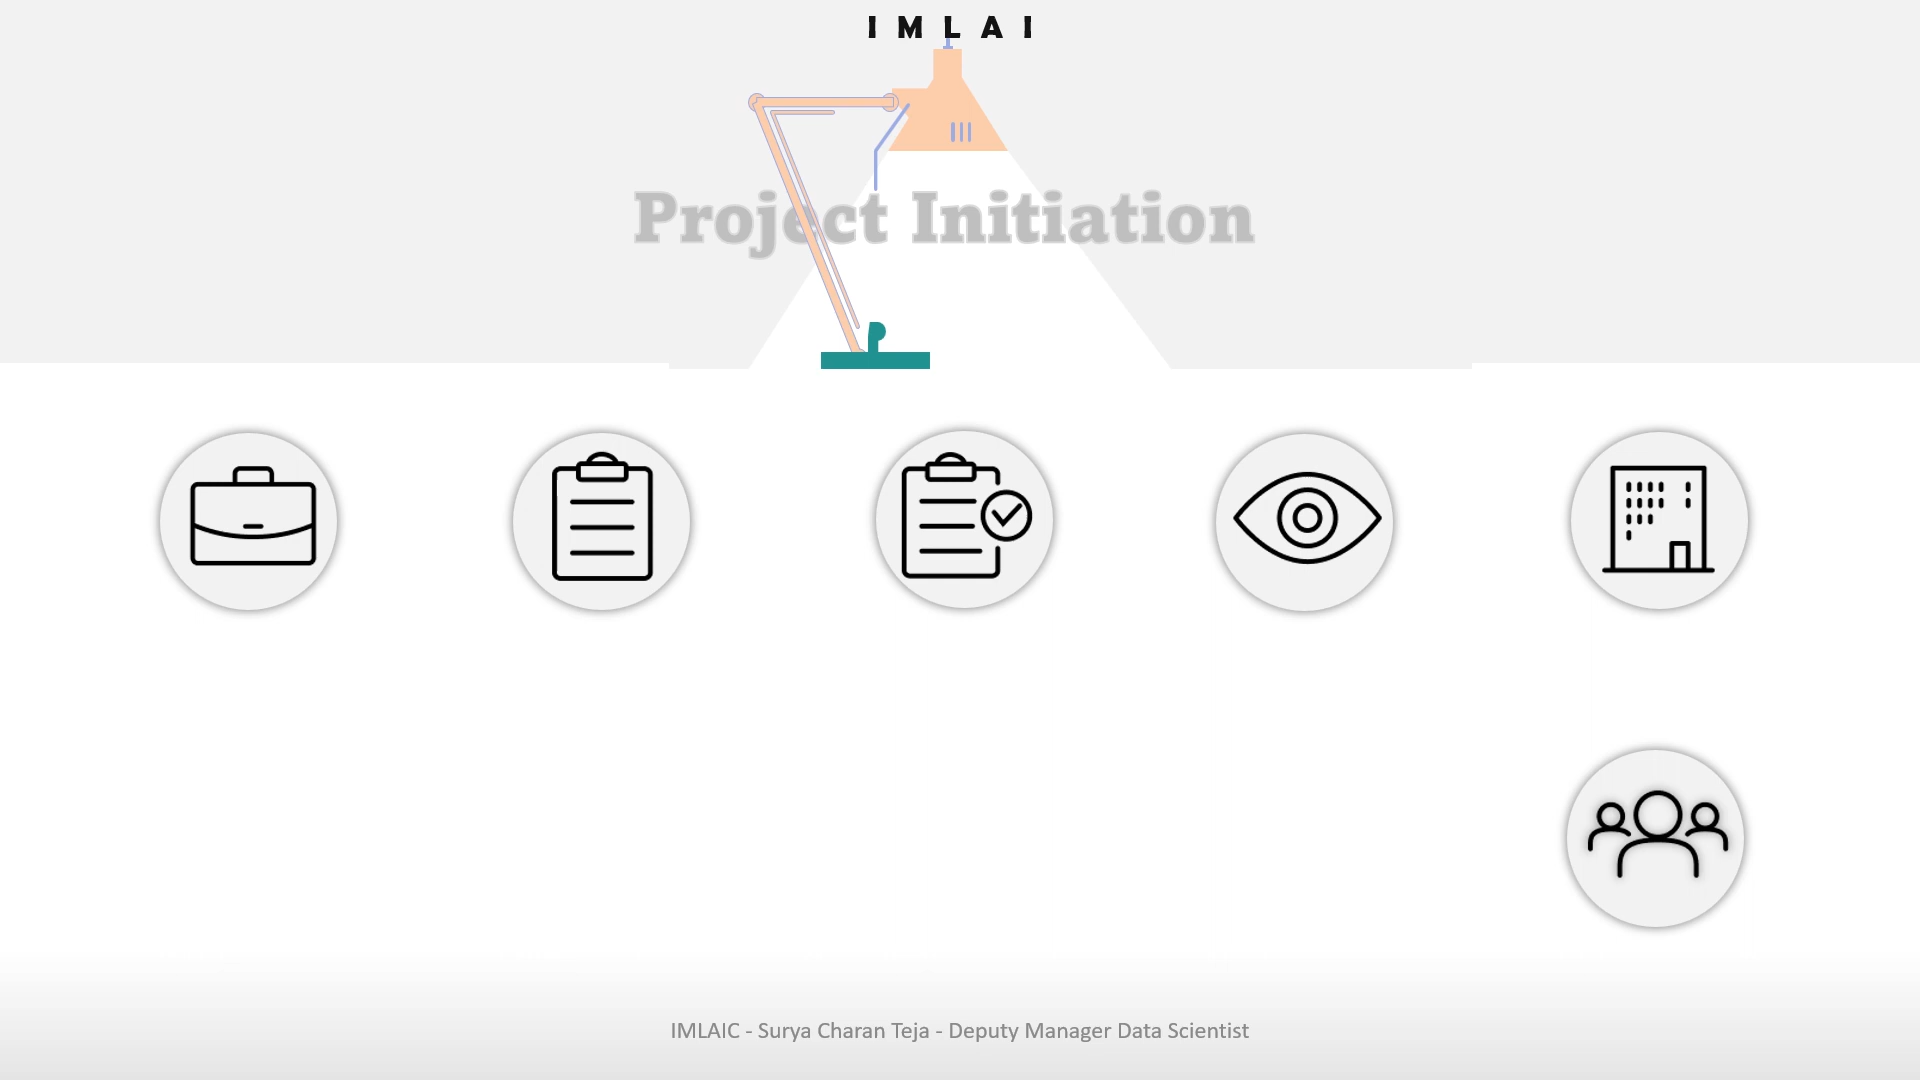 IMLAI
Project Initiation
IMLAIC - Surya Charan Teja - Deputy Manager Data Scientist